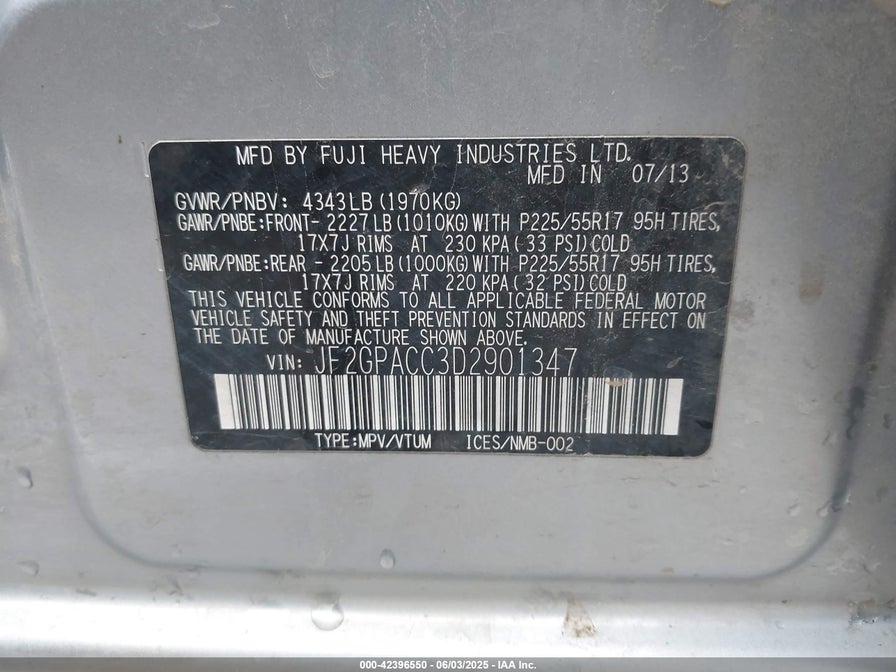 MFD BY FUJI HEAVY INDUSTRIES LTD.
MFD IN 07/13
GVWR/PNBV: 4343LB(1970KG)
GAWR/PNBE:FRONT- 2227LB(1010KG)WITH P225/55R17 95H TIRES,
17X7J RIMS AT 230 KPA(33 PSI)COLD
GAWR/PNBE:REAR - 2205LB(1000KG)WITH P225/55R17 95H TIRES,
17X7J RIMS AT 220 KPA(32 PSI)COLD
THIS VEHICLE CONFORMS TO ALL APPLICABLE FEDERAL MOTOR
VEHICLE SAFETY AND THEFT PREVENTION STANDARDS IN EFFECT ON
THE DATE OF MANUFACTURE SHOWN ABOVE.
VIN: JF2GPACC3D2901347
TYPE:MPV/VTUM ICES/NMB-002
000-42396550 - 06/03/2025 - IAA Inc.